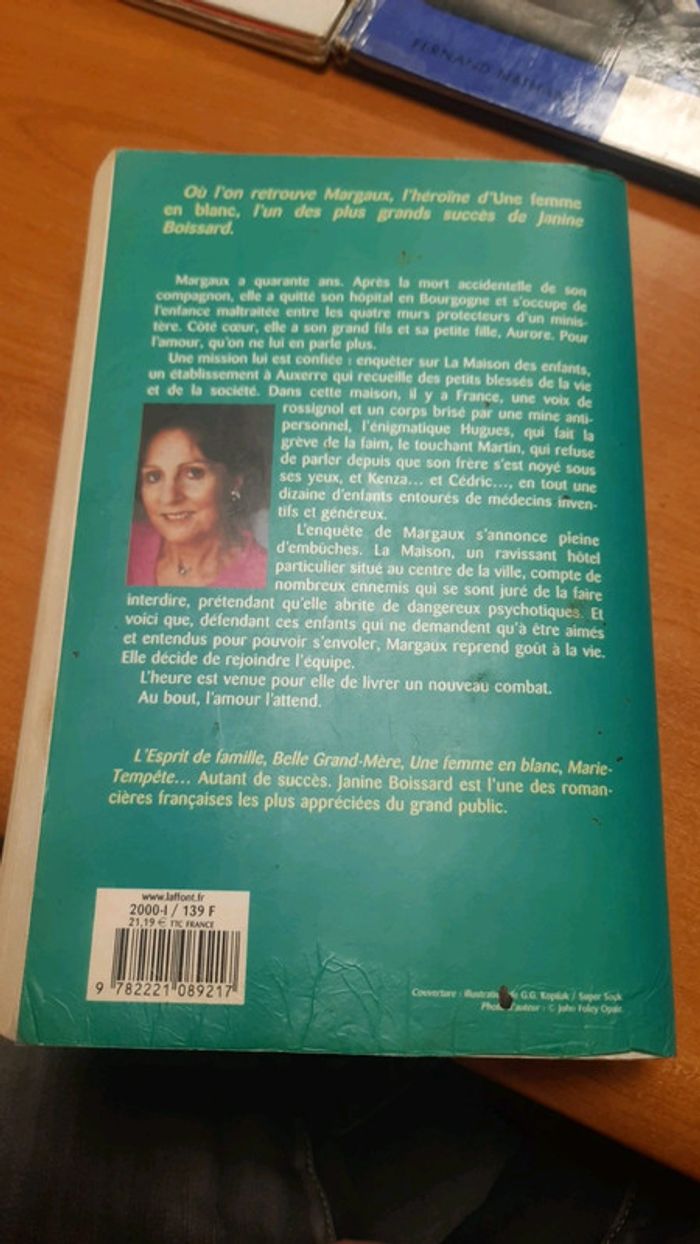 FERNAND NATHAN
Où l'on retrouve Margaux, l'héroïne d'Une femme
en blanc, l'un des plus grands succès de Janine
Boissard.
Margaux a quarante ans. Après la mort accidentelle de son
compagnon, elle a quitté son hôpital en Bourgogne et s'occupe de
l'enfance maltraitée entre les quatre murs protecteurs d'un minis-
tère. Côté cœur, elle a son grand fils et sa petite fille, Aurore. Pour
l'amour, qu'on ne lui en parle plus.
Une mission lui est confiée : enquêter sur La Maison des enfants,
un établissement à Auxerre qui recueille des petits blessés de la vie
et de la société. Dans cette maison, il y a France, une voix de
rossignol et un corps brisé par une mine anti-
personnel, l'énigmatique Hugues, qui fait la
grève de la faim, le touchant Martin, qui refuse
de parler depuis que son frère s'est noyé sous
ses yeux, et Kenza... et Cédric..., en tout une
dizaine d'enfants entourés de médecins inven-
tifs et généreux.
L'enquête de Margaux s'annonce pleine
d'embûches. La Maison, un ravissant hôtel
particulier situé au centre de la ville, compte de
nombreux ennemis qui se sont juré de la faire
interdire, prétendant qu'elle abrite de dangereux psychotiques. Et
voici que, défendant ces enfants qui ne demandent qu'à être aimés
et entendus pour pouvoir s'envoler, Margaux reprend goût à la vie.
Elle décide de rejoindre l'équipe.
L'heure est venue pour elle de livrer un nouveau combat.
Au bout, l'amour l'attend.
L'Esprit de famille, Belle Grand-Mère, Une femme en blanc, Marie-
Tempête... Autant de succès. Janine Boissard est l'une des roman-
cières françaises les plus appréciées du grand public.
www.laffont.fr
2000-I / 139 F
21,19 € TTC FRANCE
9 782221 089217
Couverture : de G.G. Kopilak / Super Stock
auteur : © John Foley Opale